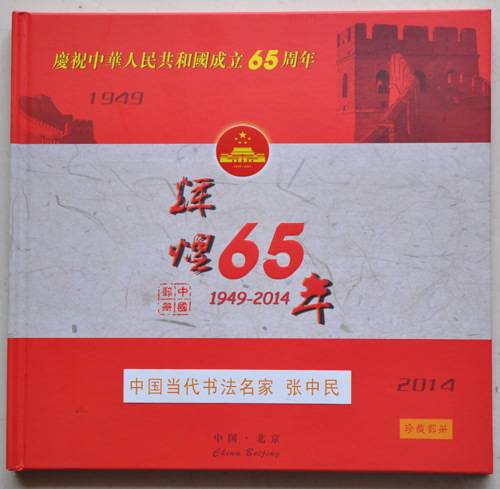 慶祝中華人民共和國成立65周年
1949
輝煌65年
1949-2014
中國郵册
中国当代书法名家 张中民
2014
珍藏郵册
中国·北京
China Beijing